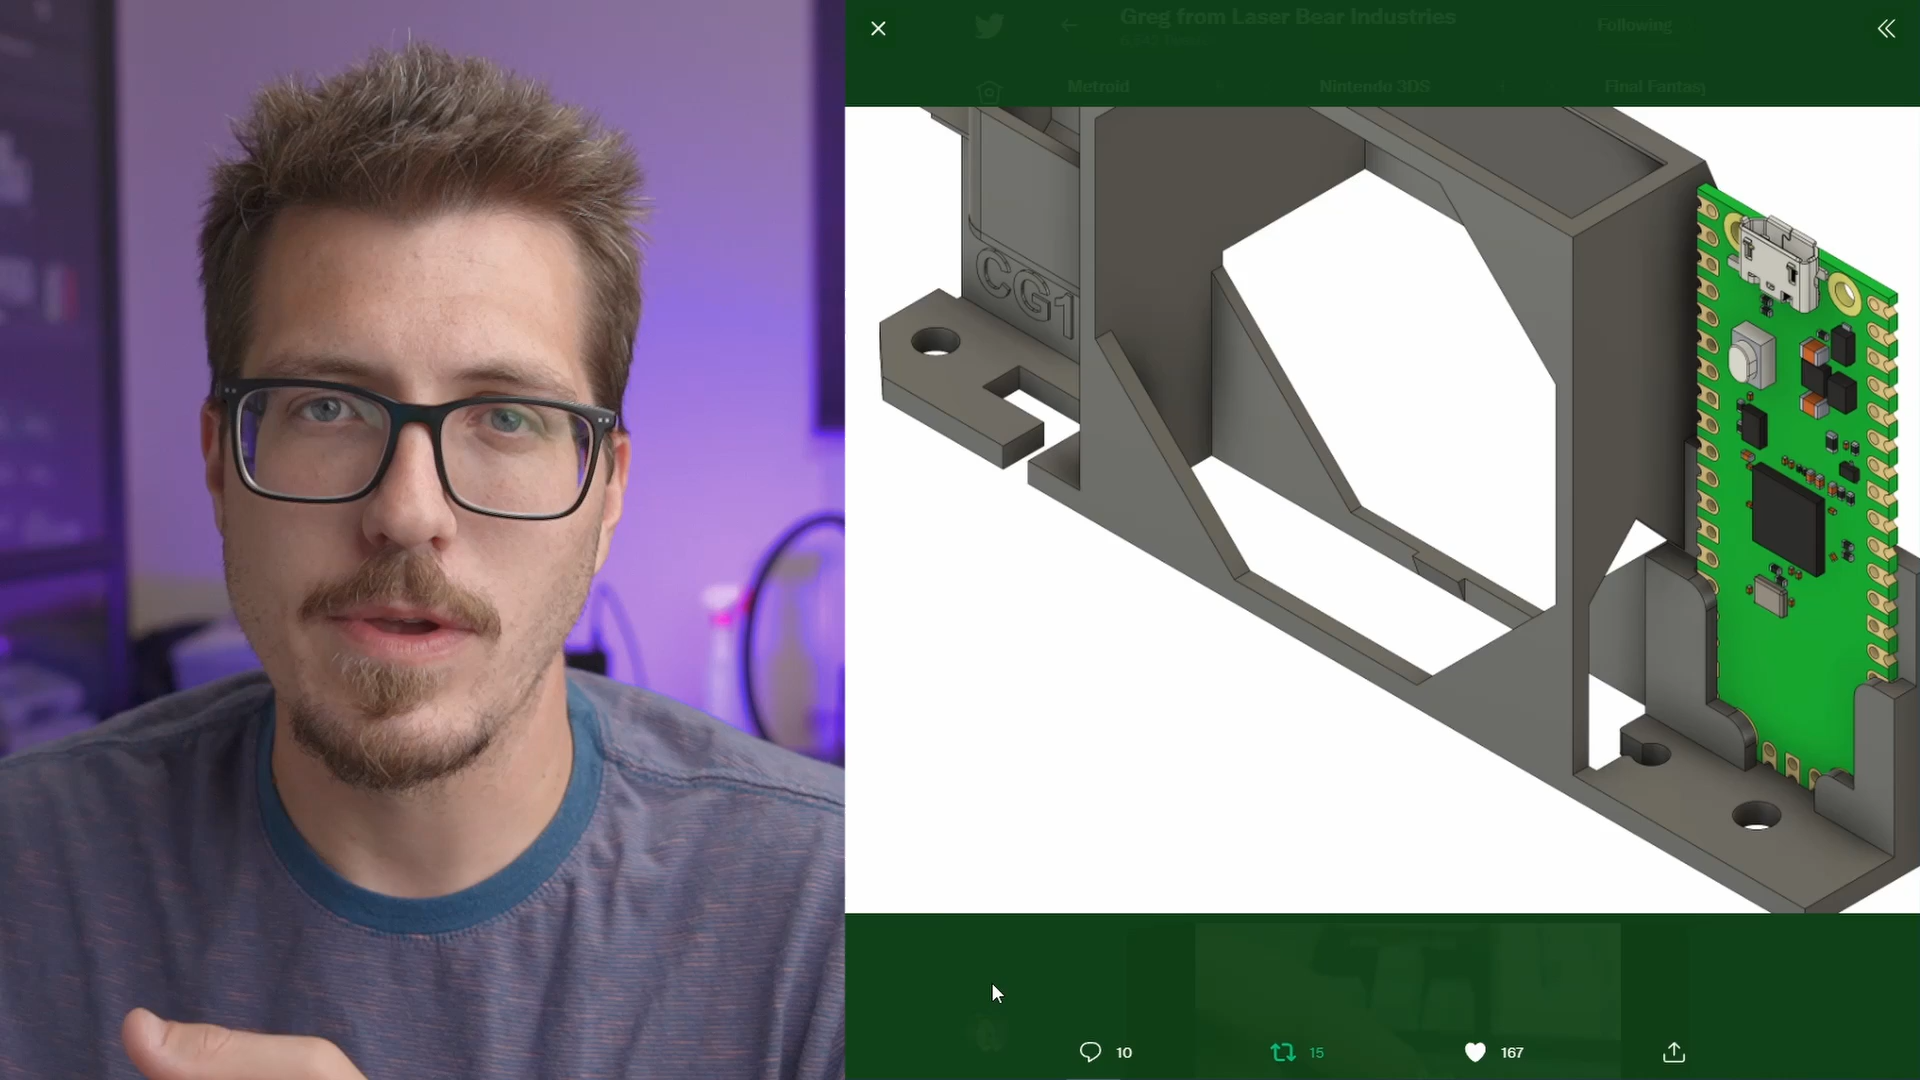 Greg from Laser Bear Industries
Following
Metroid
Nintendo 3DS
Final Fantasy
CG1
10
15
167